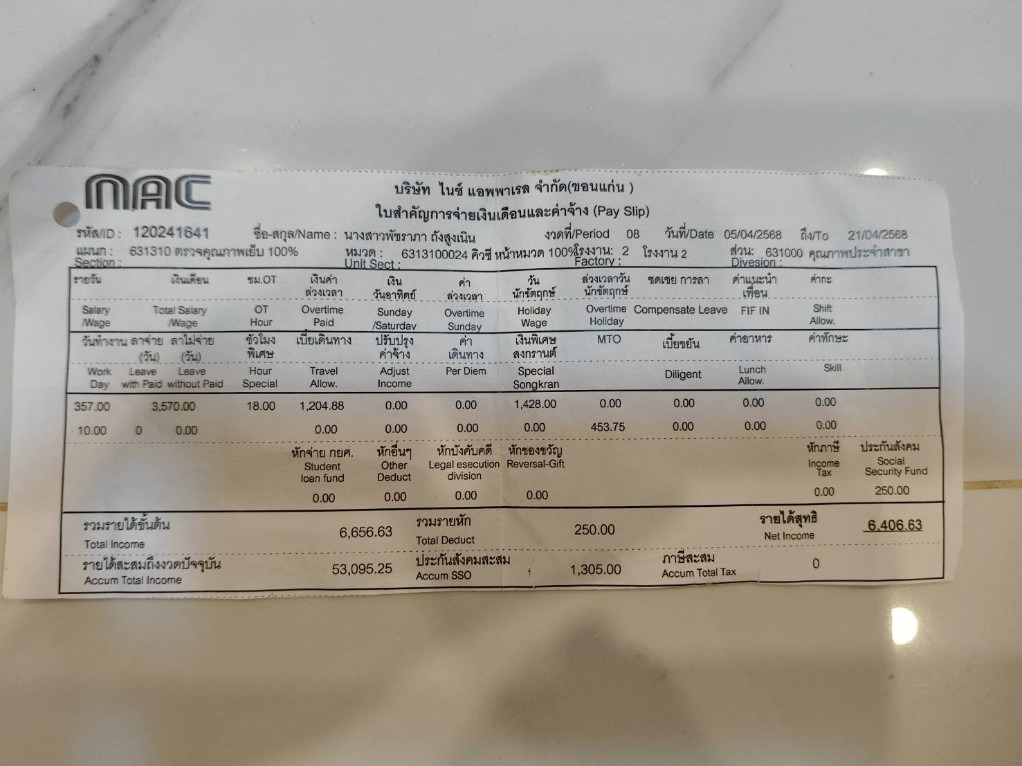 NAC
บริษัท ไนซ์ แอพพาเรล จำกัด(ขอนแก่น )
ใบสำคัญการจ่ายเงินเดือนและค่าจ้าง (Pay Slip)
รหัส/ID : 120241641 ชื่อ-สกุล/Name : นางสาวพัชราภา ถังสูงเนิน งวดที่/Period 08 วันที่/Date 05/04/2568 ถึง/To 21/04/2568
แผนก : 631310 ตรวจคุณภาพเย็บ 100% หมวด : 6313100024 คิวซี หน้าหมวด 100% โรงงาน: 2 โรงงาน 2 ส่วน: 631000 คุณภาพประจำสาขา
Section : Unit Sect : Factory : Divesion :
รายวัน เงินเดือน ชม.OT เงินค่า เงิน ค่า วัน ล่วงเวลาวัน ชดเชย การลา ค่าแนะนำ ค่ากะ
ล่วงเวลา วันอาทิตย์ ล่วงเวลา นักขัตฤกษ์ นักขัตฤกษ์ เพื่อน
Salary Total Salary OT Overtime Sunday Overtime Holiday Overtime Compensate Leave FIF IN Shift
/Wage /Wage Hour Paid /Saturday Sunday Wage Holiday Allow.
วันทำงาน ลาจ่าย ลาไม่จ่าย ชั่วโมง เบี้ยเดินทาง ปรับปรุง ค่า เงินพิเศษ MTO เบี้ยขยัน ค่าอาหาร ค่าทักษะ
(วัน) (วัน) พิเศษ ค่าจ้าง เดินทาง สงกรานต์
Work Leave Leave Hour Travel Adjust Per Diem Special Diligent Lunch Skill
Day with Paid without Paid Special Allow. Income Songkran Allow.
357.00 3,570.00 18.00 1,204.88 0.00 0.00 1,428.00 0.00 0.00 0.00 0.00
10.00 0 0.00 0.00 0.00 0.00 0.00 453.75 0.00 0.00 0.00
หักจ่าย กยศ. หักอื่นๆ หักบังคับคดี หักของขวัญ หักภาษี ประกันสังคม
Student Other Legal esecution Reversal-Gift Income Social
loan fund Deduct division Tax Security Fund
0.00 0.00 0.00 0.00 0.00 250.00
รวมรายได้ขั้นต้น 6,656.63 รวมรายหัก 250.00 รายได้สุทธิ 6,406.63
Total Income Total Deduct Net Income
รายได้สะสมถึงงวดปัจจุบัน 53,095.25 ประกันสังคมสะสม 1,305.00 ภาษีสะสม 0
Accum Total Income Accum SSO Accum Total Tax